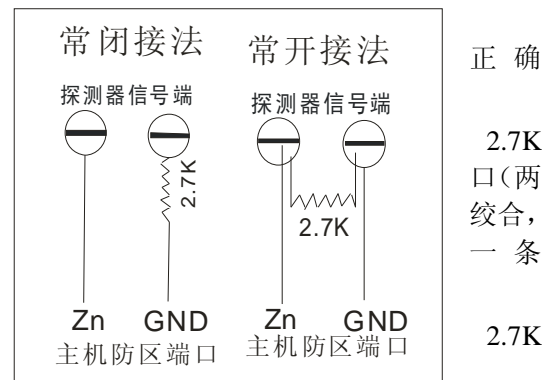 常闭接法 常开接法
探测器信号端 探测器信号端
2.7K
2.7K
Zn GND Zn GND
主机防区端口 主机防区端口
正 确
2.7K
口(两
绞合,
一 条
2.7K